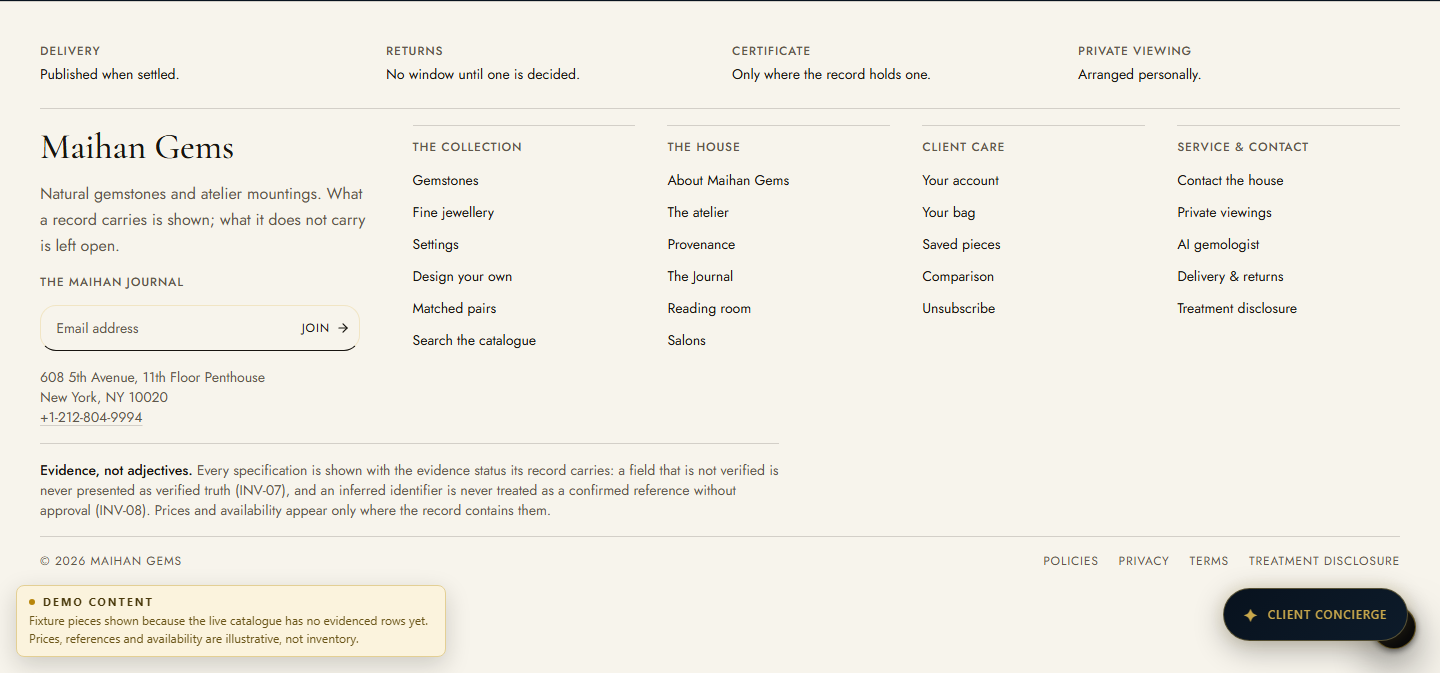 DELIVERY
Published when settled.
RETURNS
No window until one is decided.
CERTIFICATE
Only where the record holds one.
PRIVATE VIEWING
Arranged personally.
Maihan Gems
Natural gemstones and atelier mountings. What
a record carries is shown; what it does not carry
is left open.
THE MAIHAN JOURNAL
Email address
JOIN →
608 5th Avenue, 11th Floor Penthouse
New York, NY 10020
+1-212-804-9994
THE COLLECTION
Gemstones
Fine jewellery
Settings
Design your own
Matched pairs
Search the catalogue
THE HOUSE
About Maihan Gems
The atelier
Provenance
The Journal
Reading room
Salons
CLIENT CARE
Your account
Your bag
Saved pieces
Comparison
Unsubscribe
SERVICE & CONTACT
Contact the house
Private viewings
AI gemologist
Delivery & returns
Treatment disclosure
Evidence, not adjectives. Every specification is shown with the evidence status its record carries: a field that is not verified is
never presented as verified truth (INV-07), and an inferred identifier is never treated as a confirmed reference without
approval (INV-08). Prices and availability appear only where the record contains them.
© 2026 MAIHAN GEMS
POLICIES PRIVACY TERMS TREATMENT DISCLOSURE
DEMO CONTENT
Fixture pieces shown because the live catalogue has no evidenced rows yet.
Prices, references and availability are illustrative, not inventory.
CLIENT CONCIERGE